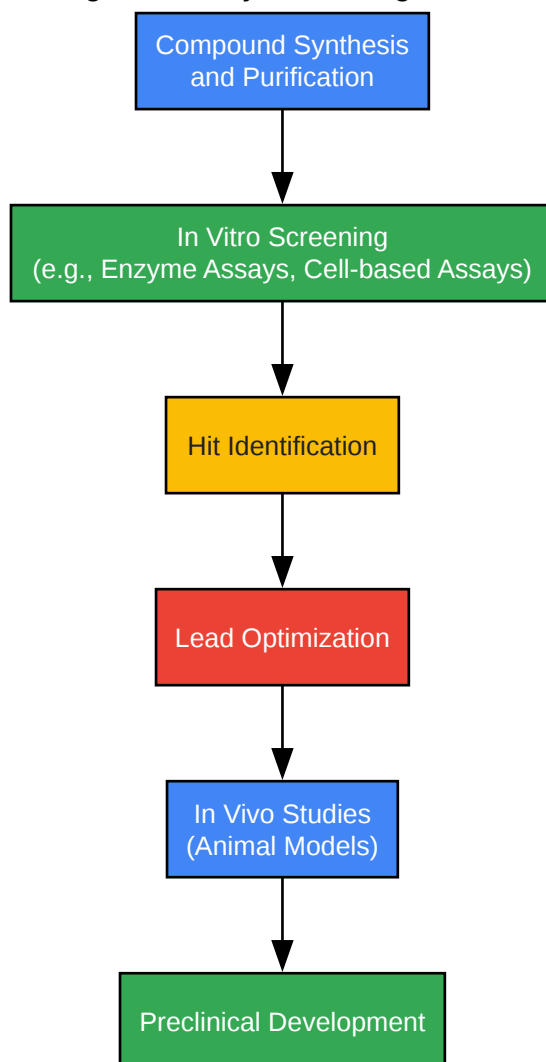 Compound Synthesis
and Purification
In Vitro Screening
(e.g., Enzyme Assays, Cell-based Assays)
Hit Identification
Lead Optimization
In Vivo Studies
(Animal Models)
Preclinical Development